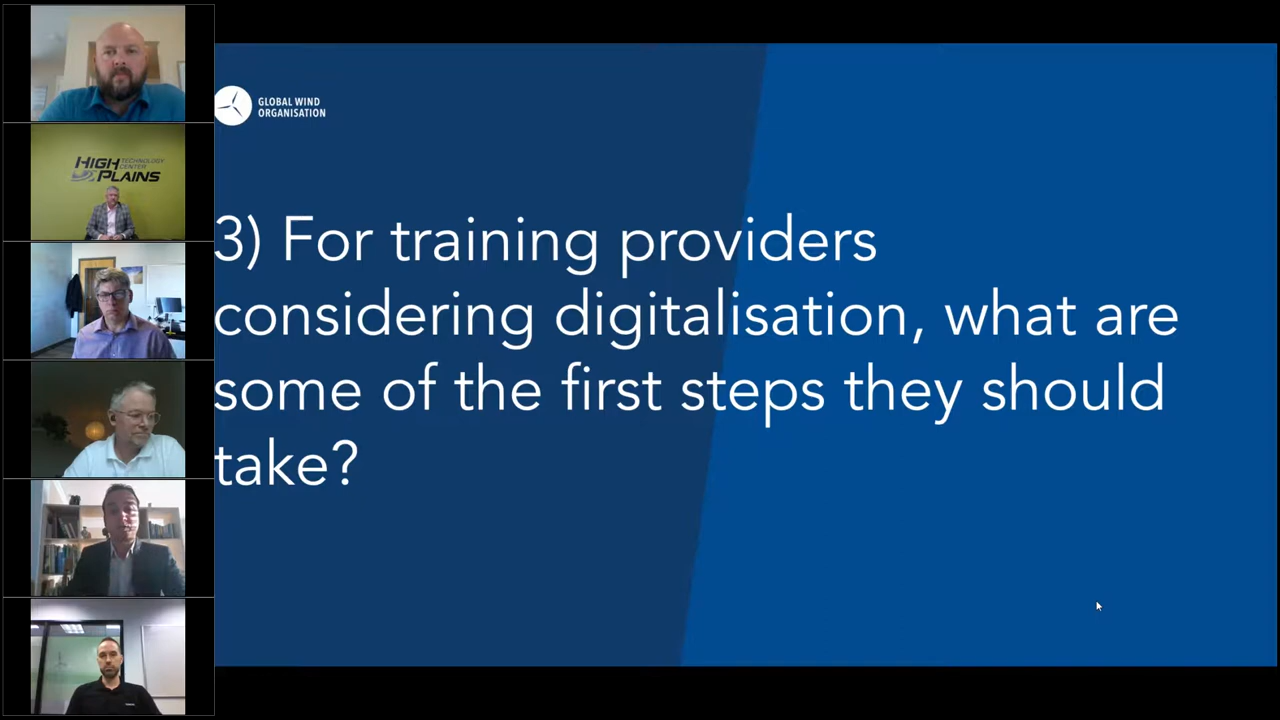 HIGH TECHNOLOGY
CENTER
PLAINS
GLOBAL WIND
ORGANISATION
3) For training providers
considering digitalisation, what are
some of the first steps they should
take?